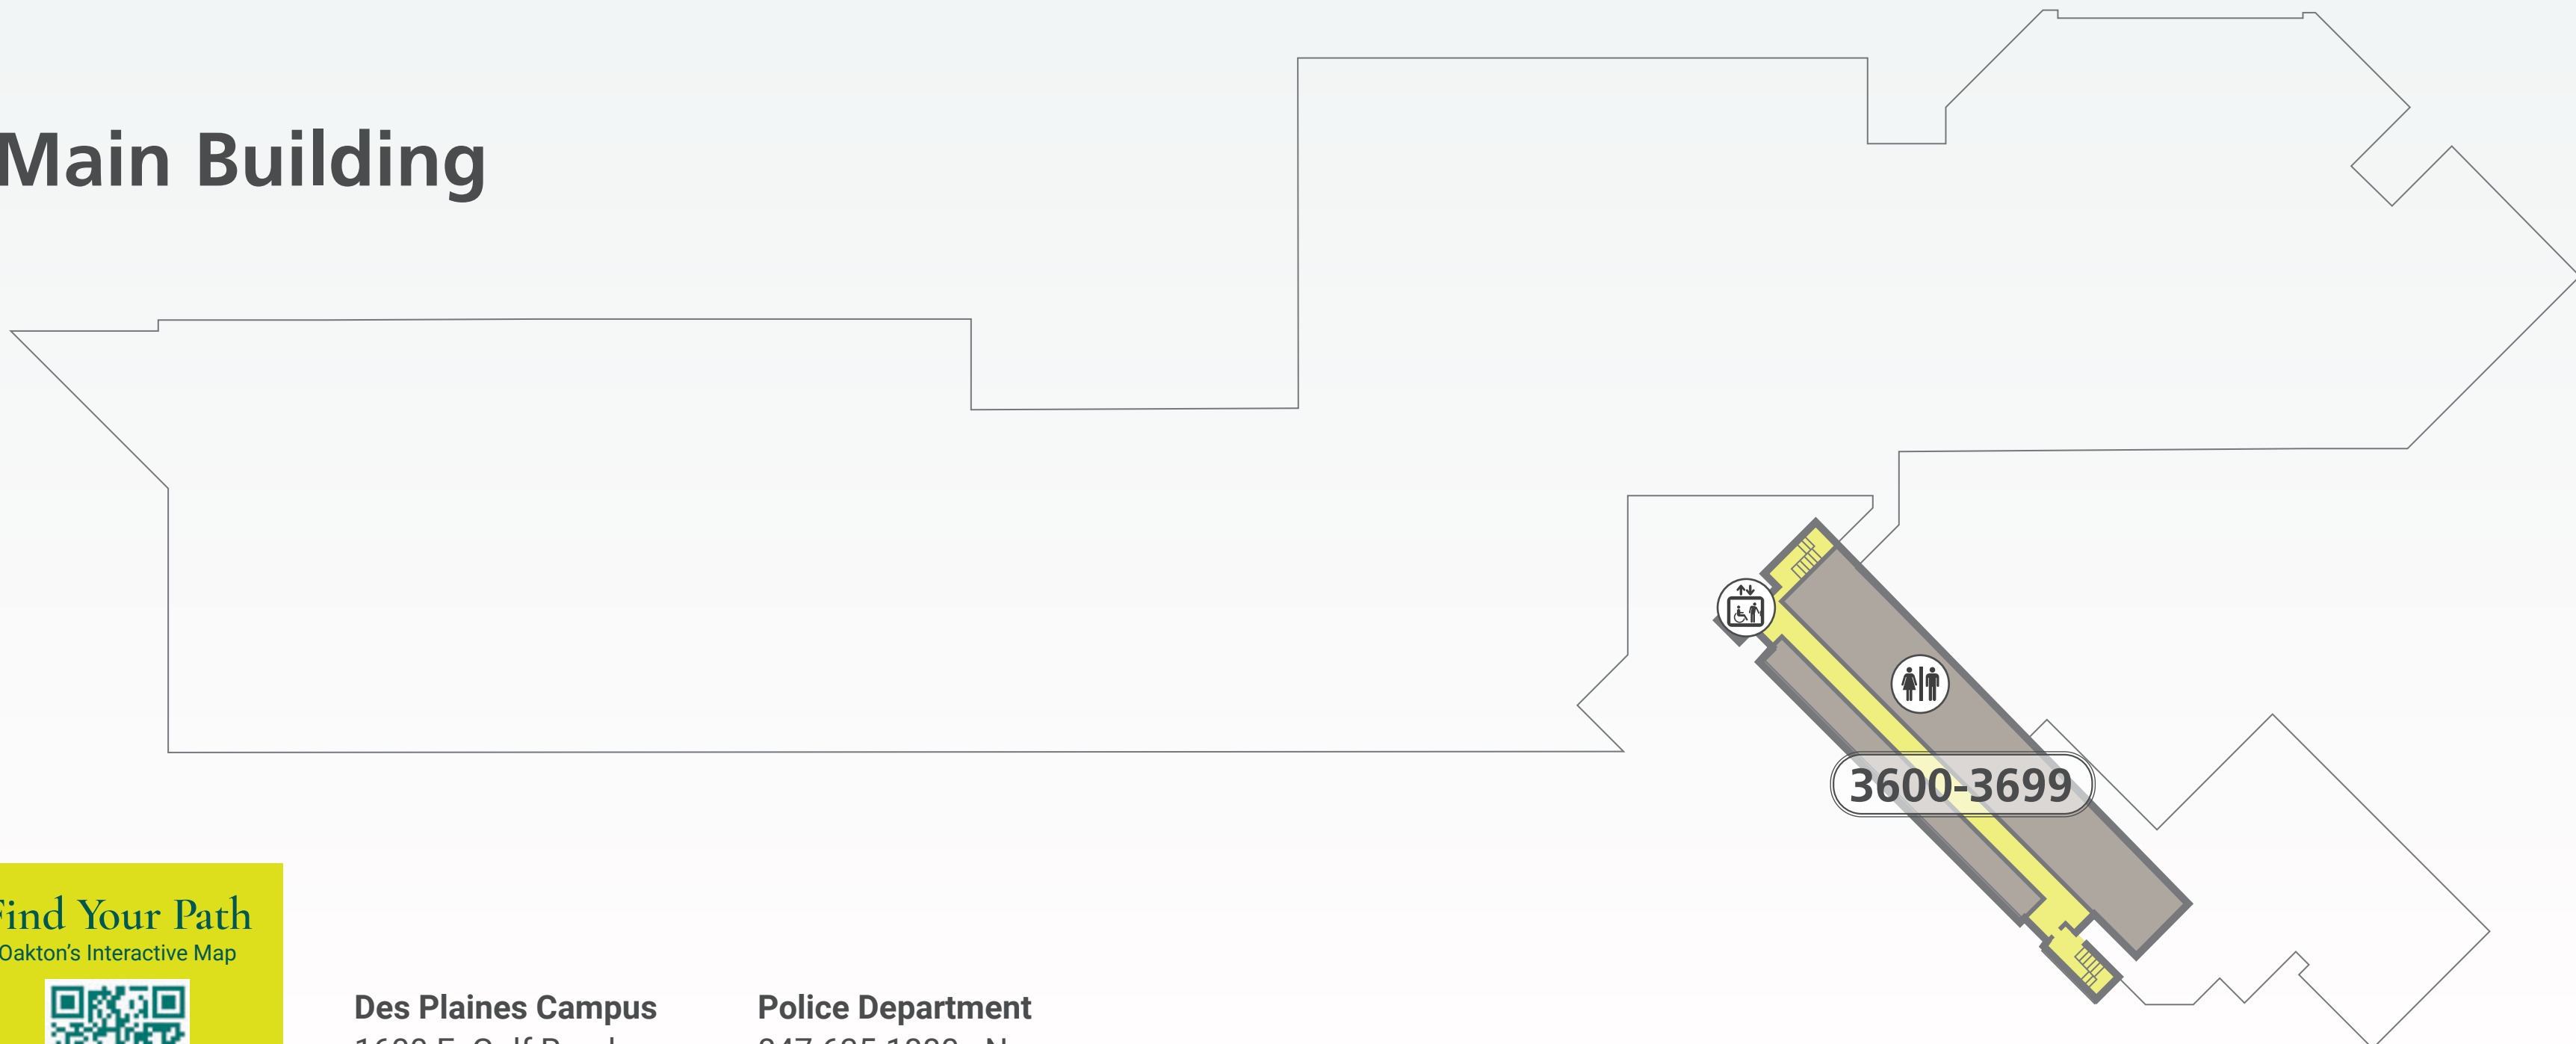 Main Building
3600-3699
Find Your Path
Oakton’s Interactive Map
Des Plaines Campus
Police Department